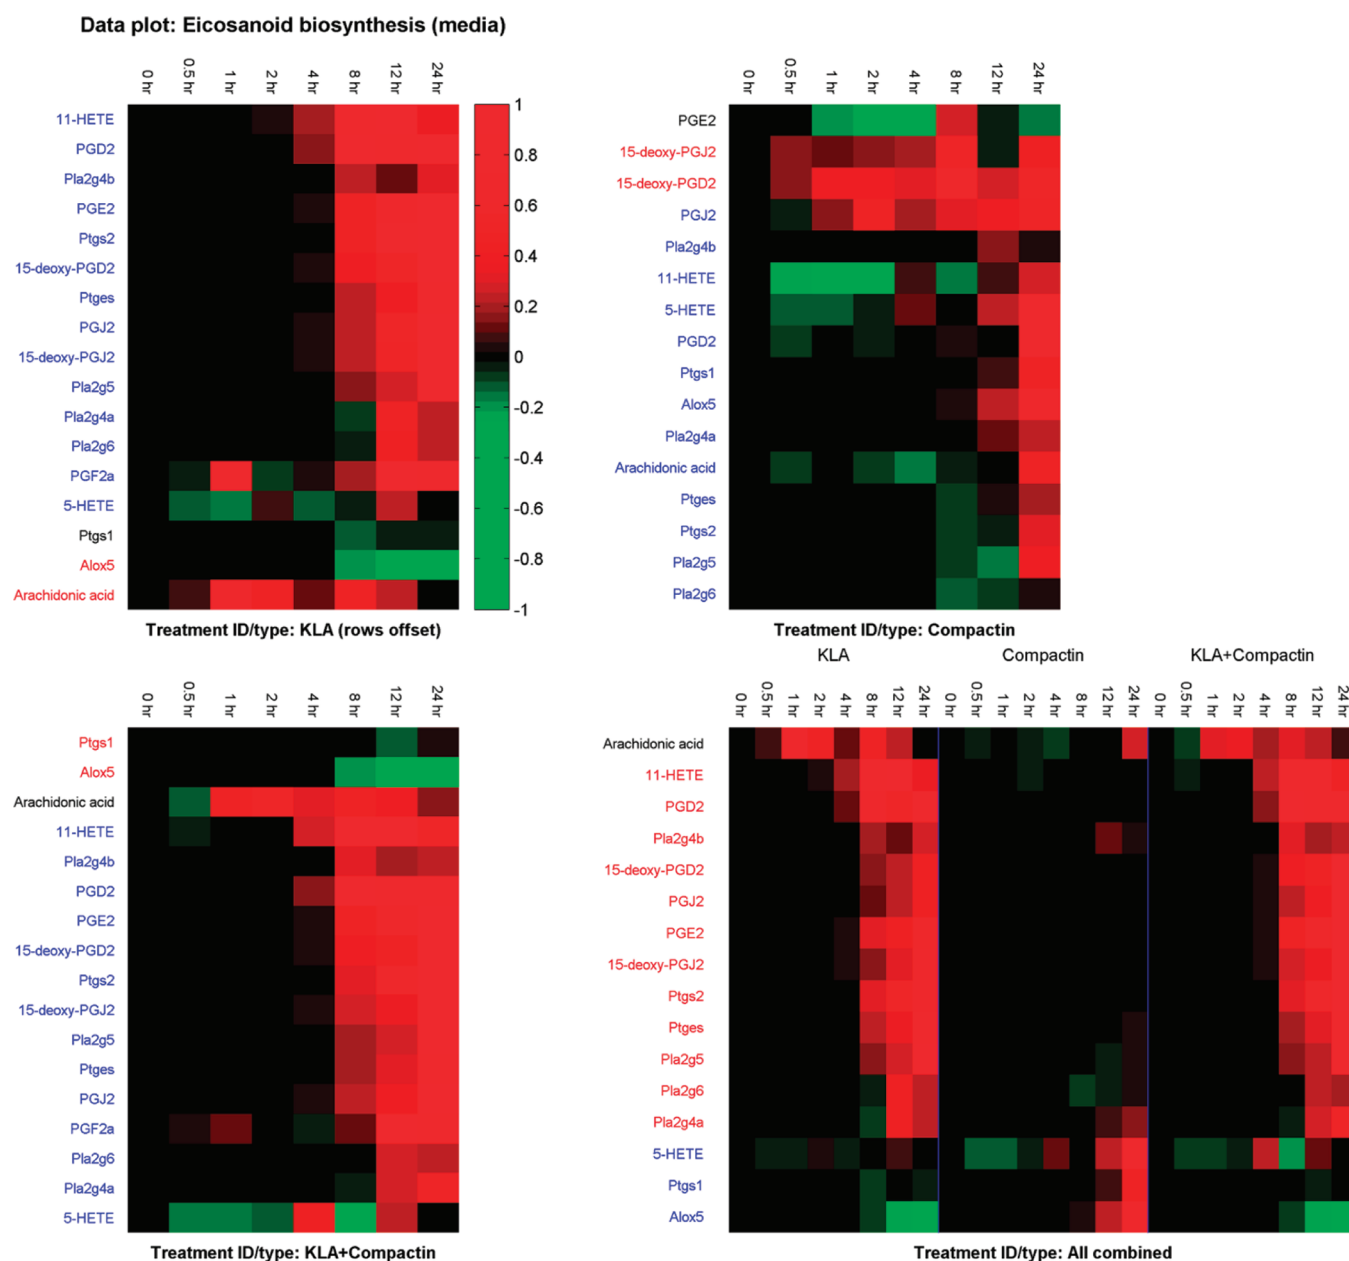 Data plot: Eicosanoid biosynthesis (media)
0 hr 0.5 hr 1 hr 2 hr 4 hr 8 hr 12 hr 24 hr
11-HETE
PGD2
Pla2g4b
PGE2
Ptgs2
15-deoxy-PGD2
Ptges
PGJ2
15-deoxy-PGJ2
Pla2g5
Pla2g4a
Pla2g6
PGF2a
5-HETE
Ptgs1
Alox5
Arachidonic acid
1
0.8
0.6
0.4
0.2
0
-0.2
-0.4
-0.6
-0.8
-1
Treatment ID/type: KLA (rows offset)
0 hr 0.5 hr 1 hr 2 hr 4 hr 8 hr 12 hr 24 hr
PGE2
15-deoxy-PGJ2
15-deoxy-PGD2
PGJ2
Pla2g4b
11-HETE
5-HETE
PGD2
Ptgs1
Alox5
Pla2g4a
Arachidonic acid
Ptges
Ptgs2
Pla2g5
Pla2g6
Treatment ID/type: Compactin
0 hr 0.5 hr 1 hr 2 hr 4 hr 8 hr 12 hr 24 hr
Ptgs1
Alox5
Arachidonic acid
11-HETE
Pla2g4b
PGD2
PGE2
15-deoxy-PGD2
Ptgs2
15-deoxy-PGJ2
Pla2g5
Ptges
PGJ2
PGF2a
Pla2g6
Pla2g4a
5-HETE
Treatment ID/type: KLA+Compactin
KLA Compactin KLA+Compactin
0 hr 0.5 hr 1 hr 2 hr 4 hr 8 hr 12 hr 24 hr 0 hr 0.5 hr 1 hr 2 hr 4 hr 8 hr 12 hr 24 hr 0 hr 0.5 hr 1 hr 2 hr 4 hr 8 hr 12 hr 24 hr
Arachidonic acid
11-HETE
PGD2
Pla2g4b
15-deoxy-PGD2
PGJ2
PGE2
15-deoxy-PGJ2
Ptgs2
Ptges
Pla2g5
Pla2g6
Pla2g4a
5-HETE
Ptgs1
Alox5
Treatment ID/type: All combined